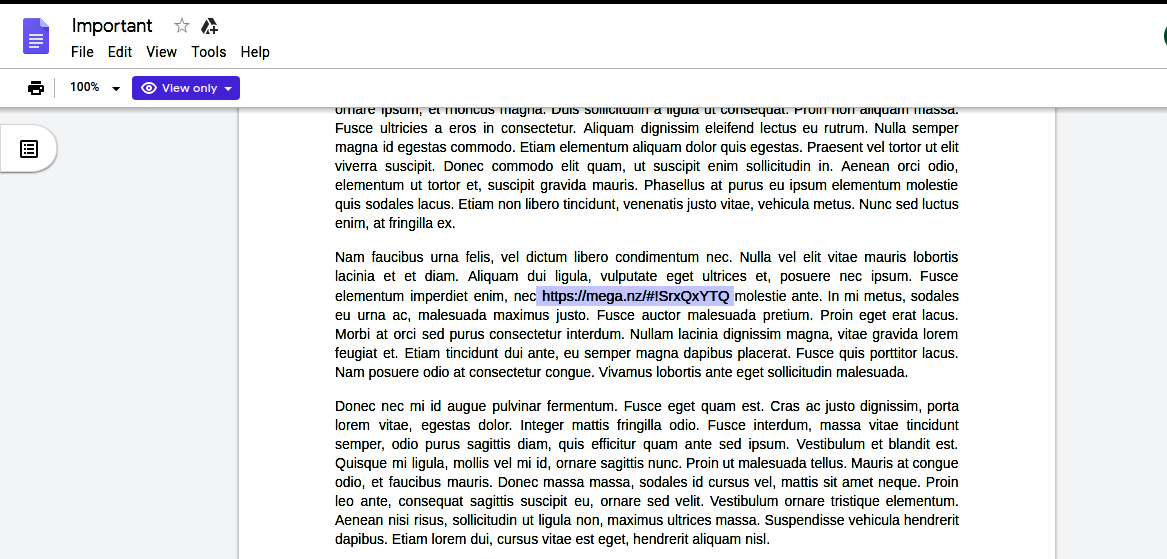 Important
File Edit View Tools Help
100% View only
ornare ipsum, et rhoncus magna. Duis sollicitudin a ligula ut consequat. Proin non aliquam massa.
Fusce ultricies a eros in consectetur. Aliquam dignissim eleifend lectus eu rutrum. Nulla semper
magna id egestas commodo. Etiam elementum aliquam dolor quis egestas. Praesent vel tortor ut elit
viverra suscipit. Donec commodo elit quam, ut suscipit enim sollicitudin in. Aenean orci odio,
elementum ut tortor et, suscipit gravida mauris. Phasellus at purus eu ipsum elementum molestie
quis sodales lacus. Etiam non libero tincidunt, venenatis justo vitae, vehicula metus. Nunc sed luctus
enim, at fringilla ex.
Nam faucibus urna felis, vel dictum libero condimentum nec. Nulla vel elit vitae mauris lobortis
lacinia et et diam. Aliquam dui ligula, vulputate eget ultrices et, posuere nec ipsum. Fusce
elementum imperdiet enim, nec https://mega.nz/#!SrxQxYTQ molestie ante. In mi metus, sodales
eu urna ac, malesuada maximus justo. Fusce auctor malesuada pretium. Proin eget erat lacus.
Morbi at orci sed purus consectetur interdum. Nullam lacinia dignissim magna, vitae gravida lorem
feugiat et. Etiam tincidunt dui ante, eu semper magna dapibus placerat. Fusce quis porttitor lacus.
Nam posuere odio at consectetur congue. Vivamus lobortis ante eget sollicitudin malesuada.
Donec nec mi id augue pulvinar fermentum. Fusce eget quam est. Cras ac justo dignissim, porta
lorem vitae, egestas dolor. Integer mattis fringilla odio. Fusce interdum, massa vitae tincidunt
semper, odio purus sagittis diam, quis efficitur quam ante sed ipsum. Vestibulum et blandit est.
Quisque mi ligula, mollis vel mi id, ornare sagittis nunc. Proin ut malesuada tellus. Mauris at congue
odio, et faucibus mauris. Donec massa massa, sodales id cursus vel, mattis sit amet neque. Proin
leo ante, consequat sagittis suscipit eu, ornare sed velit. Vestibulum ornare tristique elementum.
Aenean nisi risus, sollicitudin ut ligula non, maximus ultrices massa. Suspendisse vehicula hendrerit
dapibus. Etiam lorem dui, cursus vitae est eget, hendrerit aliquam nisl.